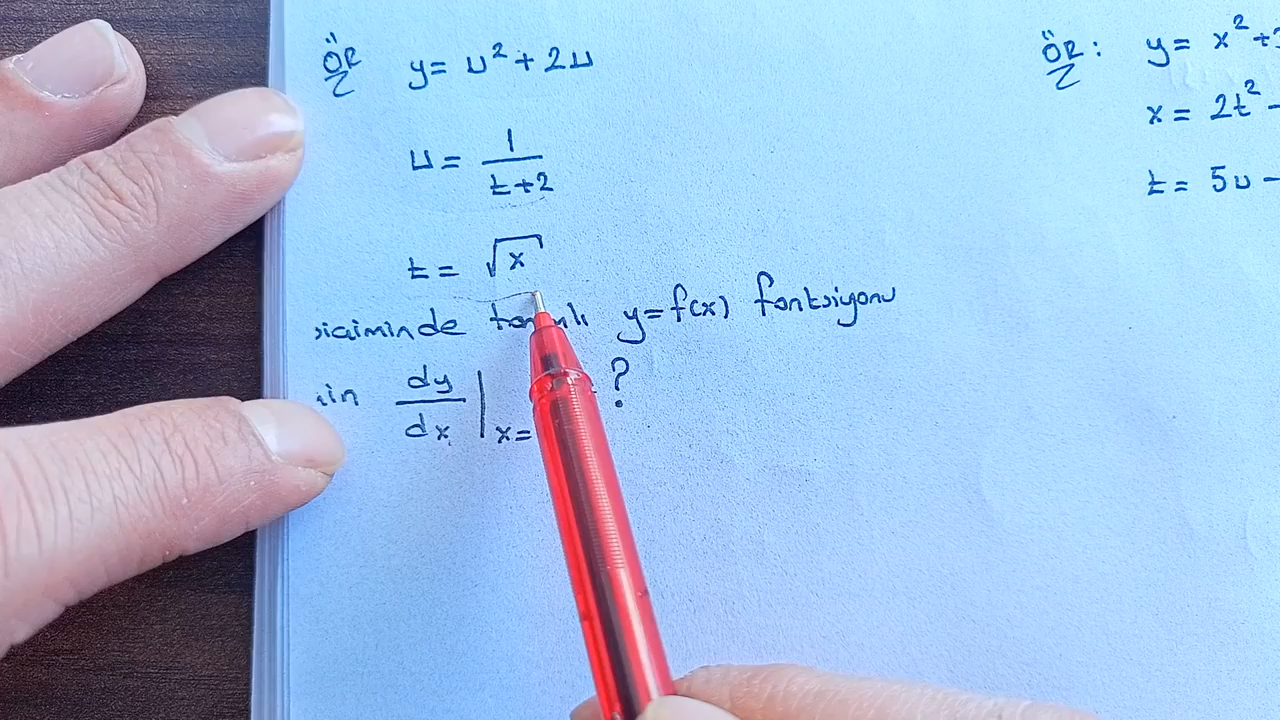 ÖR y = u² + 2u
u = 1/(t+2)
t = √x
biçiminde tanımlı y = f(x) fonksiyonu
için dy/dx | x= ?
ÖR: y = x² +
x = 2t² -
t = 5u -